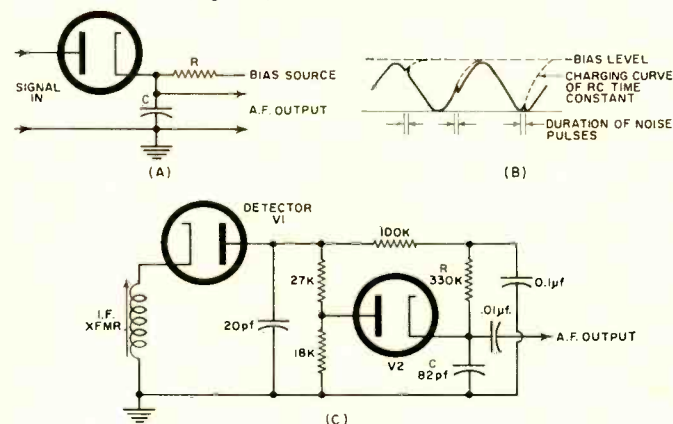 SIGNAL
IN
R
BIAS SOURCE
C
A.F. OUTPUT
(A)
BIAS LEVEL
CHARGING CURVE
OF RC TIME
CONSTANT
DURATION OF NOISE
PULSES
(B)
DETECTOR
V1
I.F.
XFMR.
20pf
27K
18K
100K
V2
R
330K
.01µf.
0.1µf
C
82pf
A.F. OUTPUT
(C)